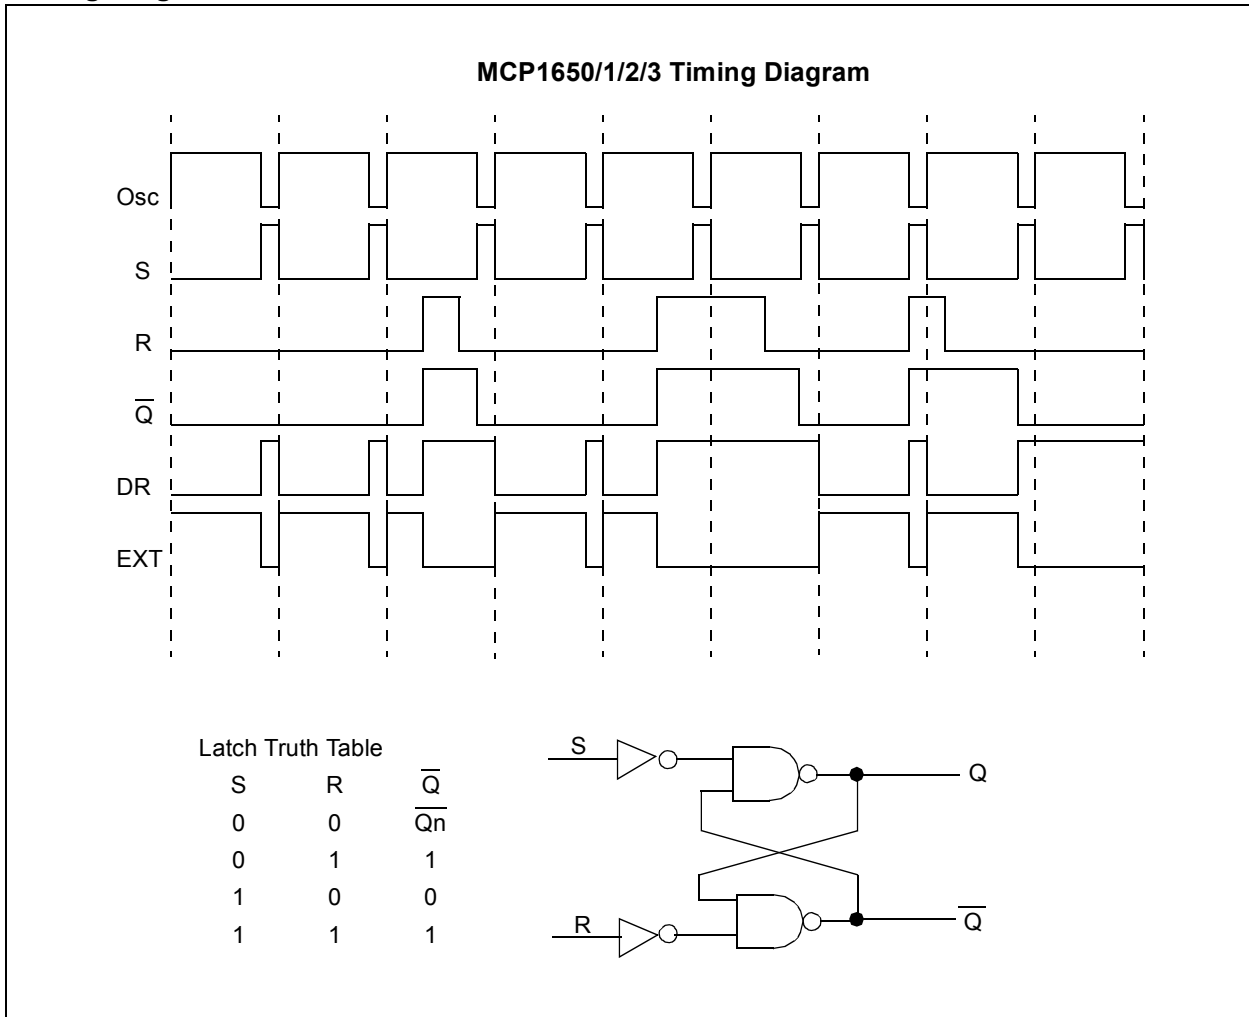 MCP1650/1/2/3 Timing Diagram
Osc
S
R
Q̅
DR
EXT
Latch Truth Table
S R Q̅
0 0 Q̅n̅
0 1 1
1 0 0
1 1 1
S
Q
R
Q̅